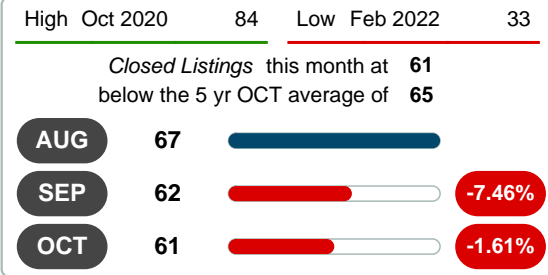 High Oct 2020 84 Low Feb 2022 33
Closed Listings this month at 61
below the 5 yr OCT average of 65
AUG 67
SEP 62 -7.46%
OCT 61 -1.61%